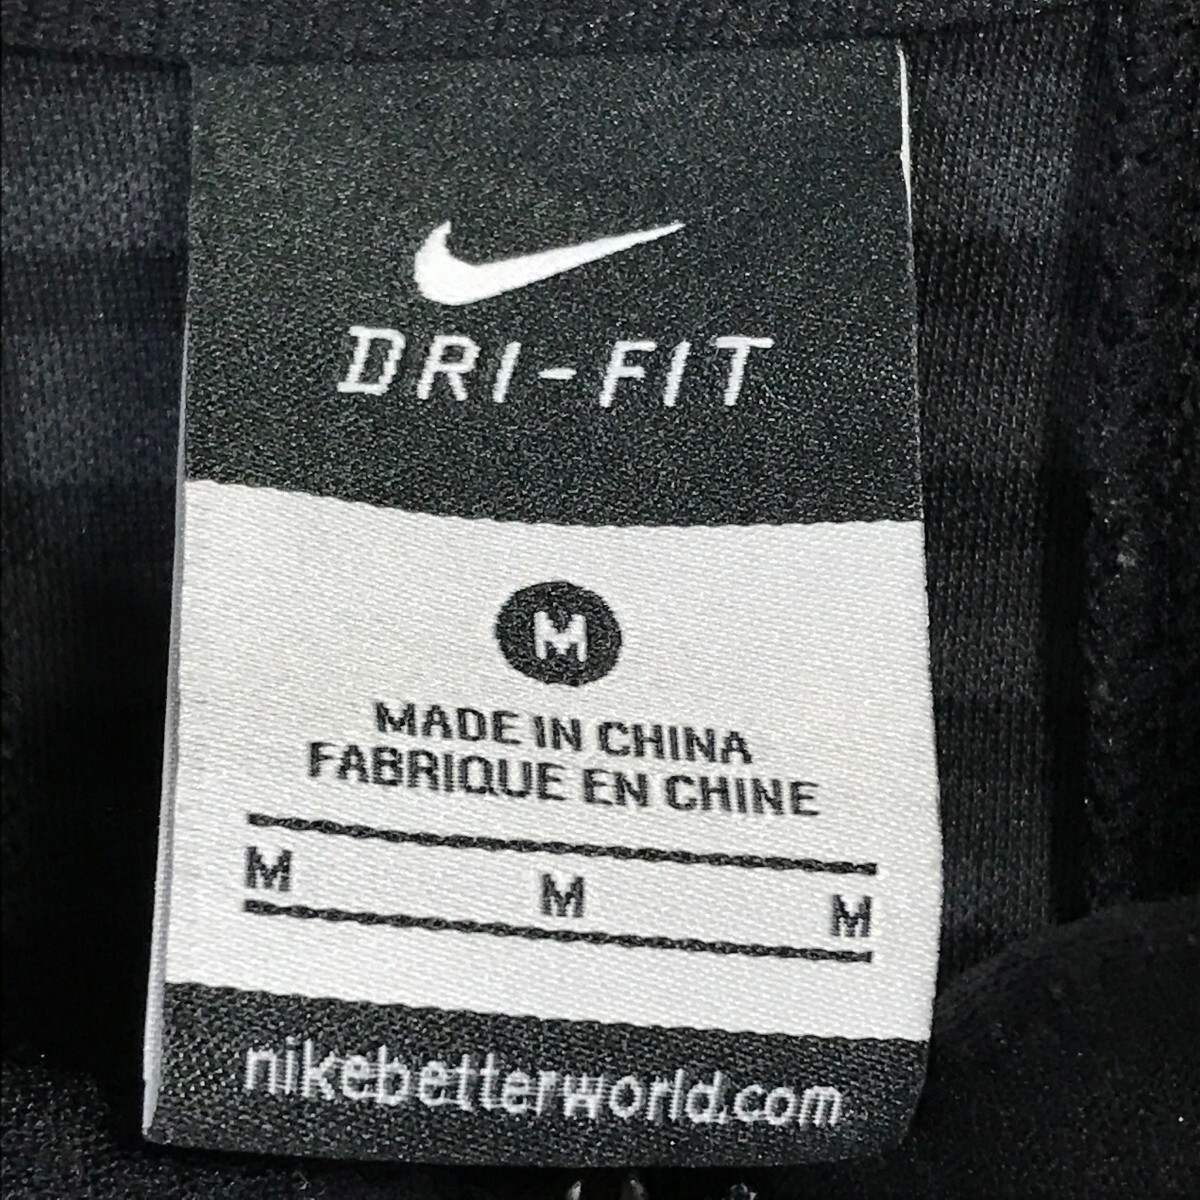 DRI-FIT
M
MADE IN CHINA
FABRIQUE EN CHINE
M M M
nikebetterworld.com